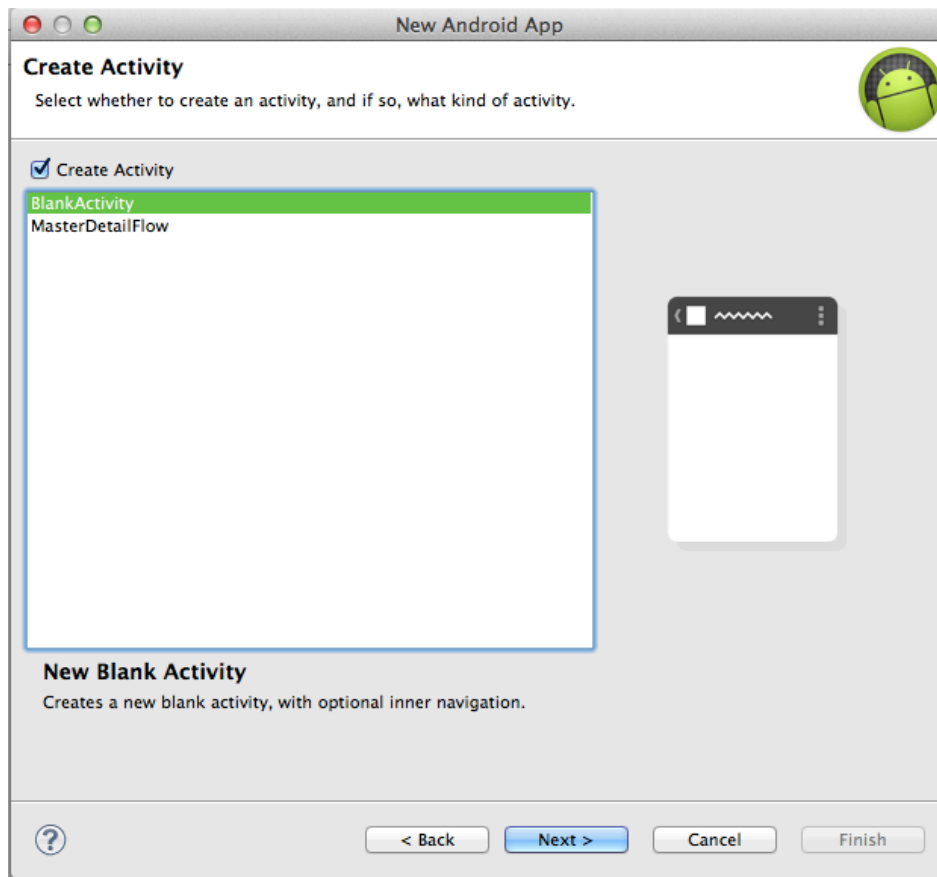 New Android App
Create Activity
Select whether to create an activity, and if so, what kind of activity.
Create Activity
BlankActivity
MasterDetailFlow
New Blank Activity
Creates a new blank activity, with optional inner navigation.
? < Back Next > Cancel Finish